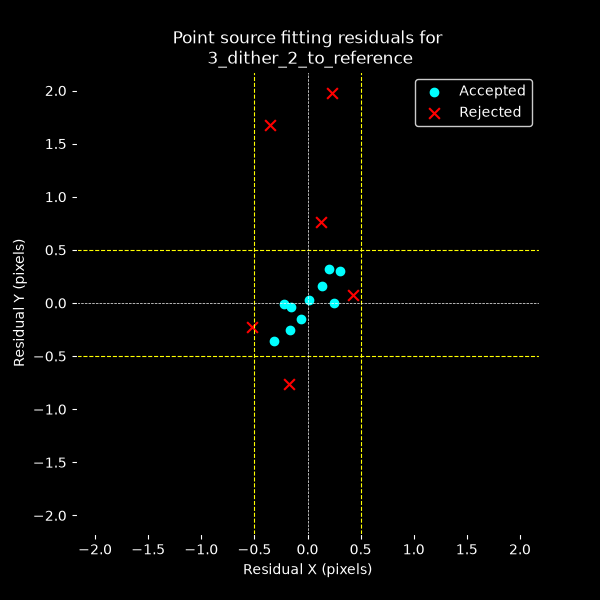 Point source fitting residuals for
3_dither_2_to_reference
Accepted
Rejected
Residual Y (pixels)
2.0
1.5
1.0
0.5
0.0
−0.5
−1.0
−1.5
−2.0
−2.0 −1.5 −1.0 −0.5 0.0 0.5 1.0 1.5 2.0
Residual X (pixels)